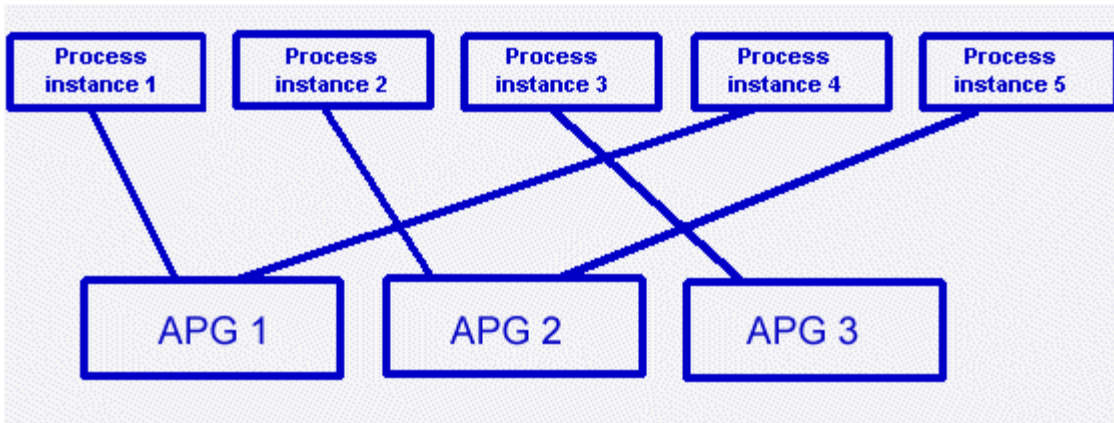 Process
instance 1
Process
instance 2
Process
instance 3
Process
instance 4
Process
instance 5
APG 1
APG 2
APG 3